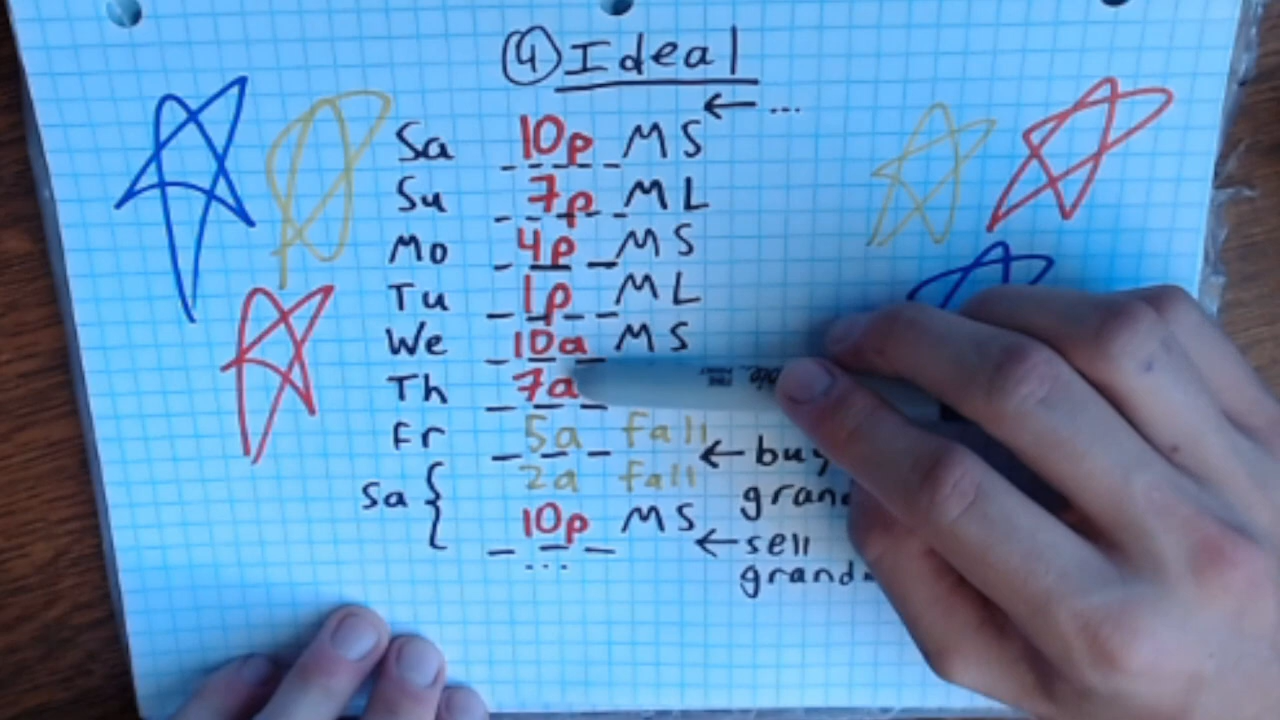 ④ Ideal
← ...
Sa 10p MS
Su 7p ML
Mo 4p MS
Tu 1p ML
We 10a MS
Th 7a
Fr 5a fall
← buy
Sa { 2a fall
10p MS
← sell
...